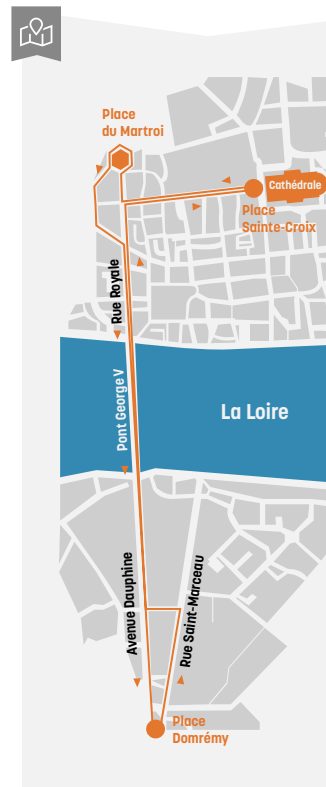 Place
du Martroi
Cathédrale
Place
Sainte-Croix
Rue Royale
Pont George V
La Loire
Avenue Dauphine
Rue Saint-Marceau
Place
Domrémy